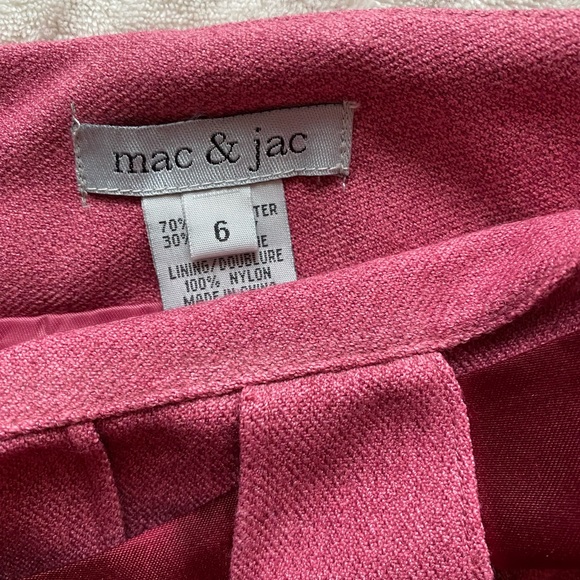 mac & jac
6
70%
30%
LINING/DOUBLURE
100% NYLON
MADE IN CHINA